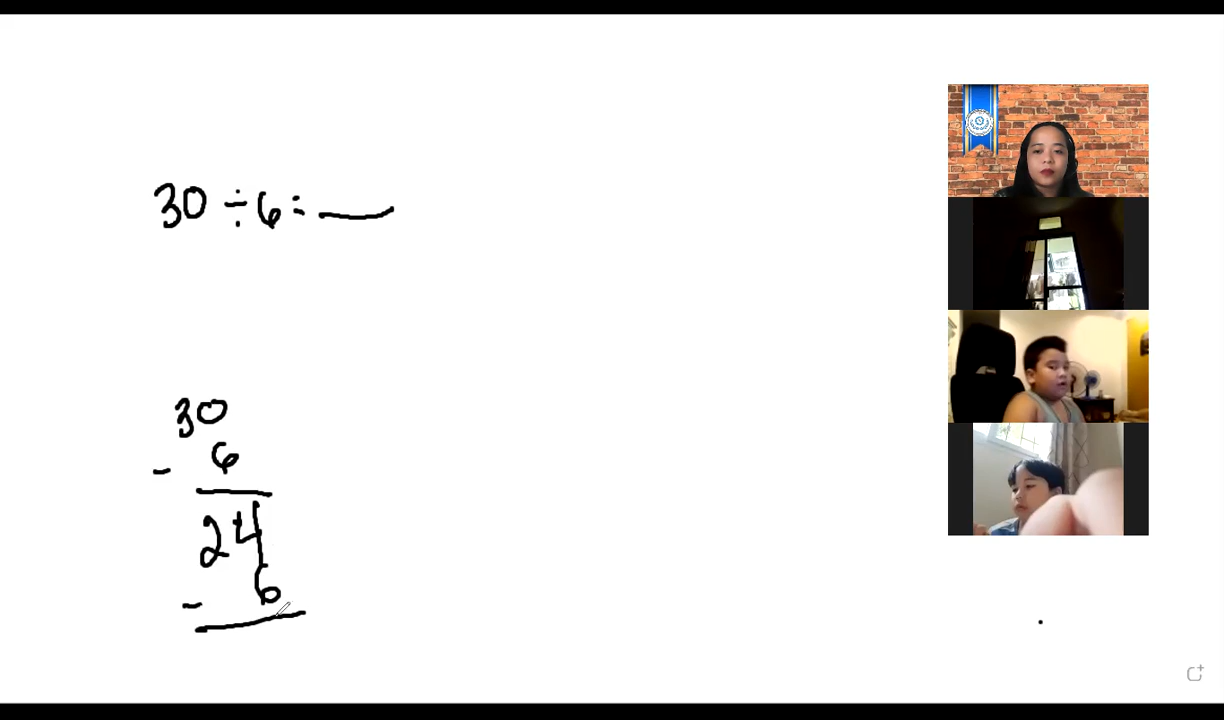 30 ÷ 6 = ___
30
- 6
24
- 6